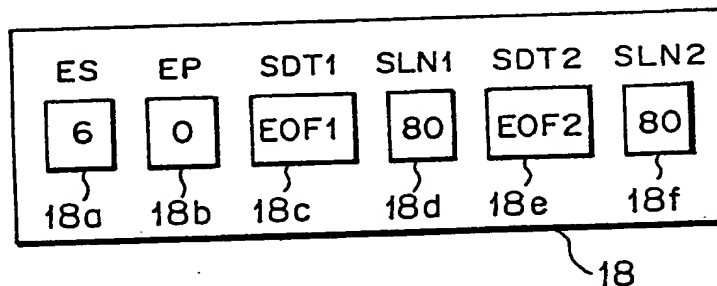 ES EP SDT1 SLN1 SDT2 SLN2
6 0 EOF1 80 EOF2 80
18a 18b 18c 18d 18e 18f
18